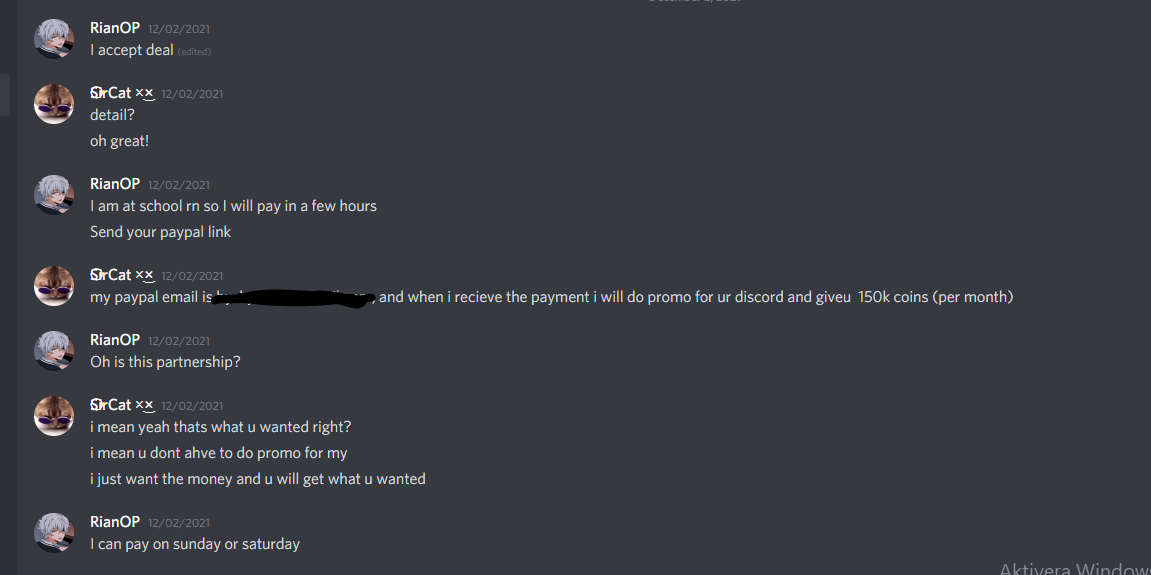 RianOP 12/02/2021
I accept deal (edited)
SirCat ×͜× 12/02/2021
detail?
oh great!
RianOP 12/02/2021
I am at school rn so I will pay in a few hours
Send your paypal link
SirCat ×͜× 12/02/2021
my paypal email is , and when i recieve the payment i will do promo for ur discord and giveu 150k coins (per month)
RianOP 12/02/2021
Oh is this partnership?
SirCat ×͜× 12/02/2021
i mean yeah thats what u wanted right?
i mean u dont ahve to do promo for my
i just want the money and u will get what u wanted
RianOP 12/02/2021
I can pay on sunday or saturday
Aktivera Windows